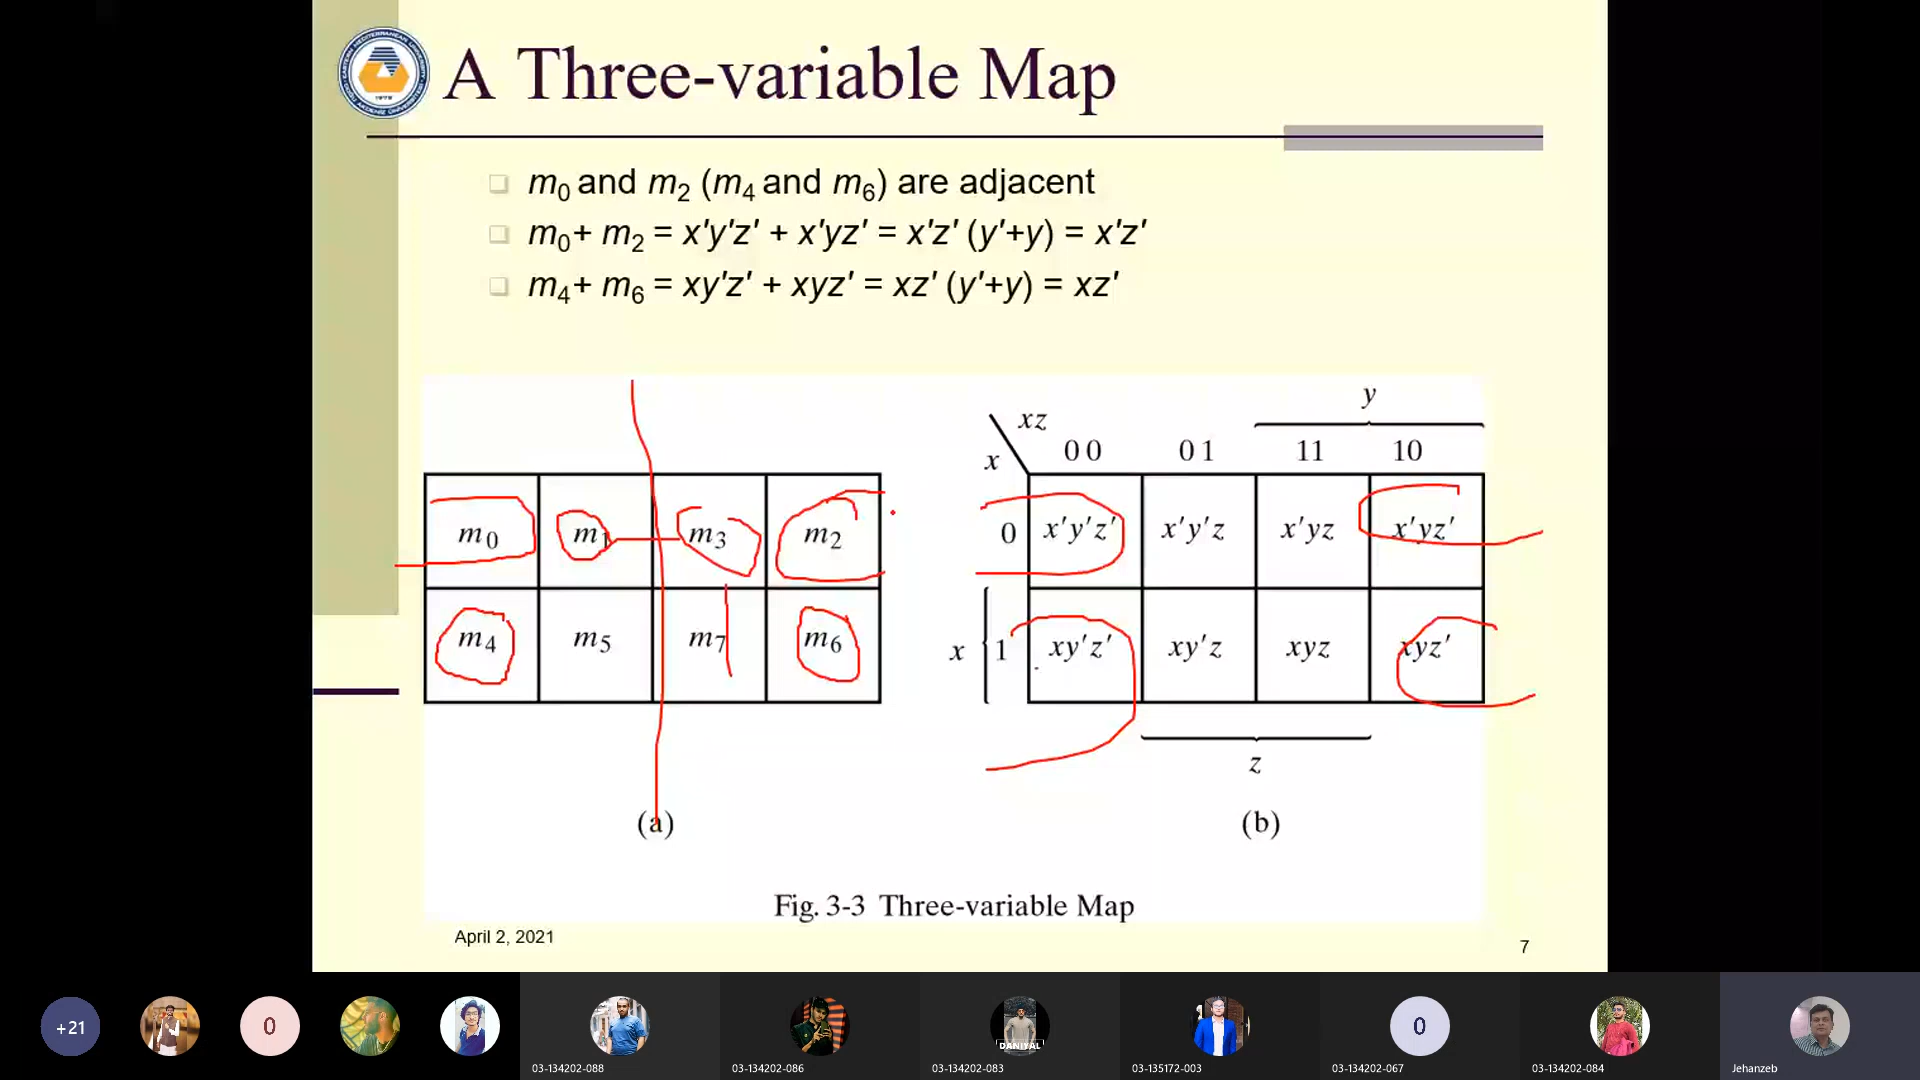 A Three-variable Map
m0 and m2 (m4 and m6) are adjacent
m0+ m2 = x'y'z' + x'yz' = x'z' (y'+y) = x'z'
m4+ m6 = xy'z' + xyz' = xz' (y'+y) = xz'
y
xz
x 0 0 0 1 11 10
m0 m1 m3 m2
0 x'y'z' x'y'z x'yz x'yz'
m4 m5 m7 m6
x 1 xy'z' xy'z xyz xyz'
z
(a) (b)
Fig. 3-3 Three-variable Map
April 2, 2021
7
+21
0
0
DANIYAL
03-134202-088 03-134202-086 03-134202-083 03-135172-003 03-134202-067 03-134202-084 Jehanzeb